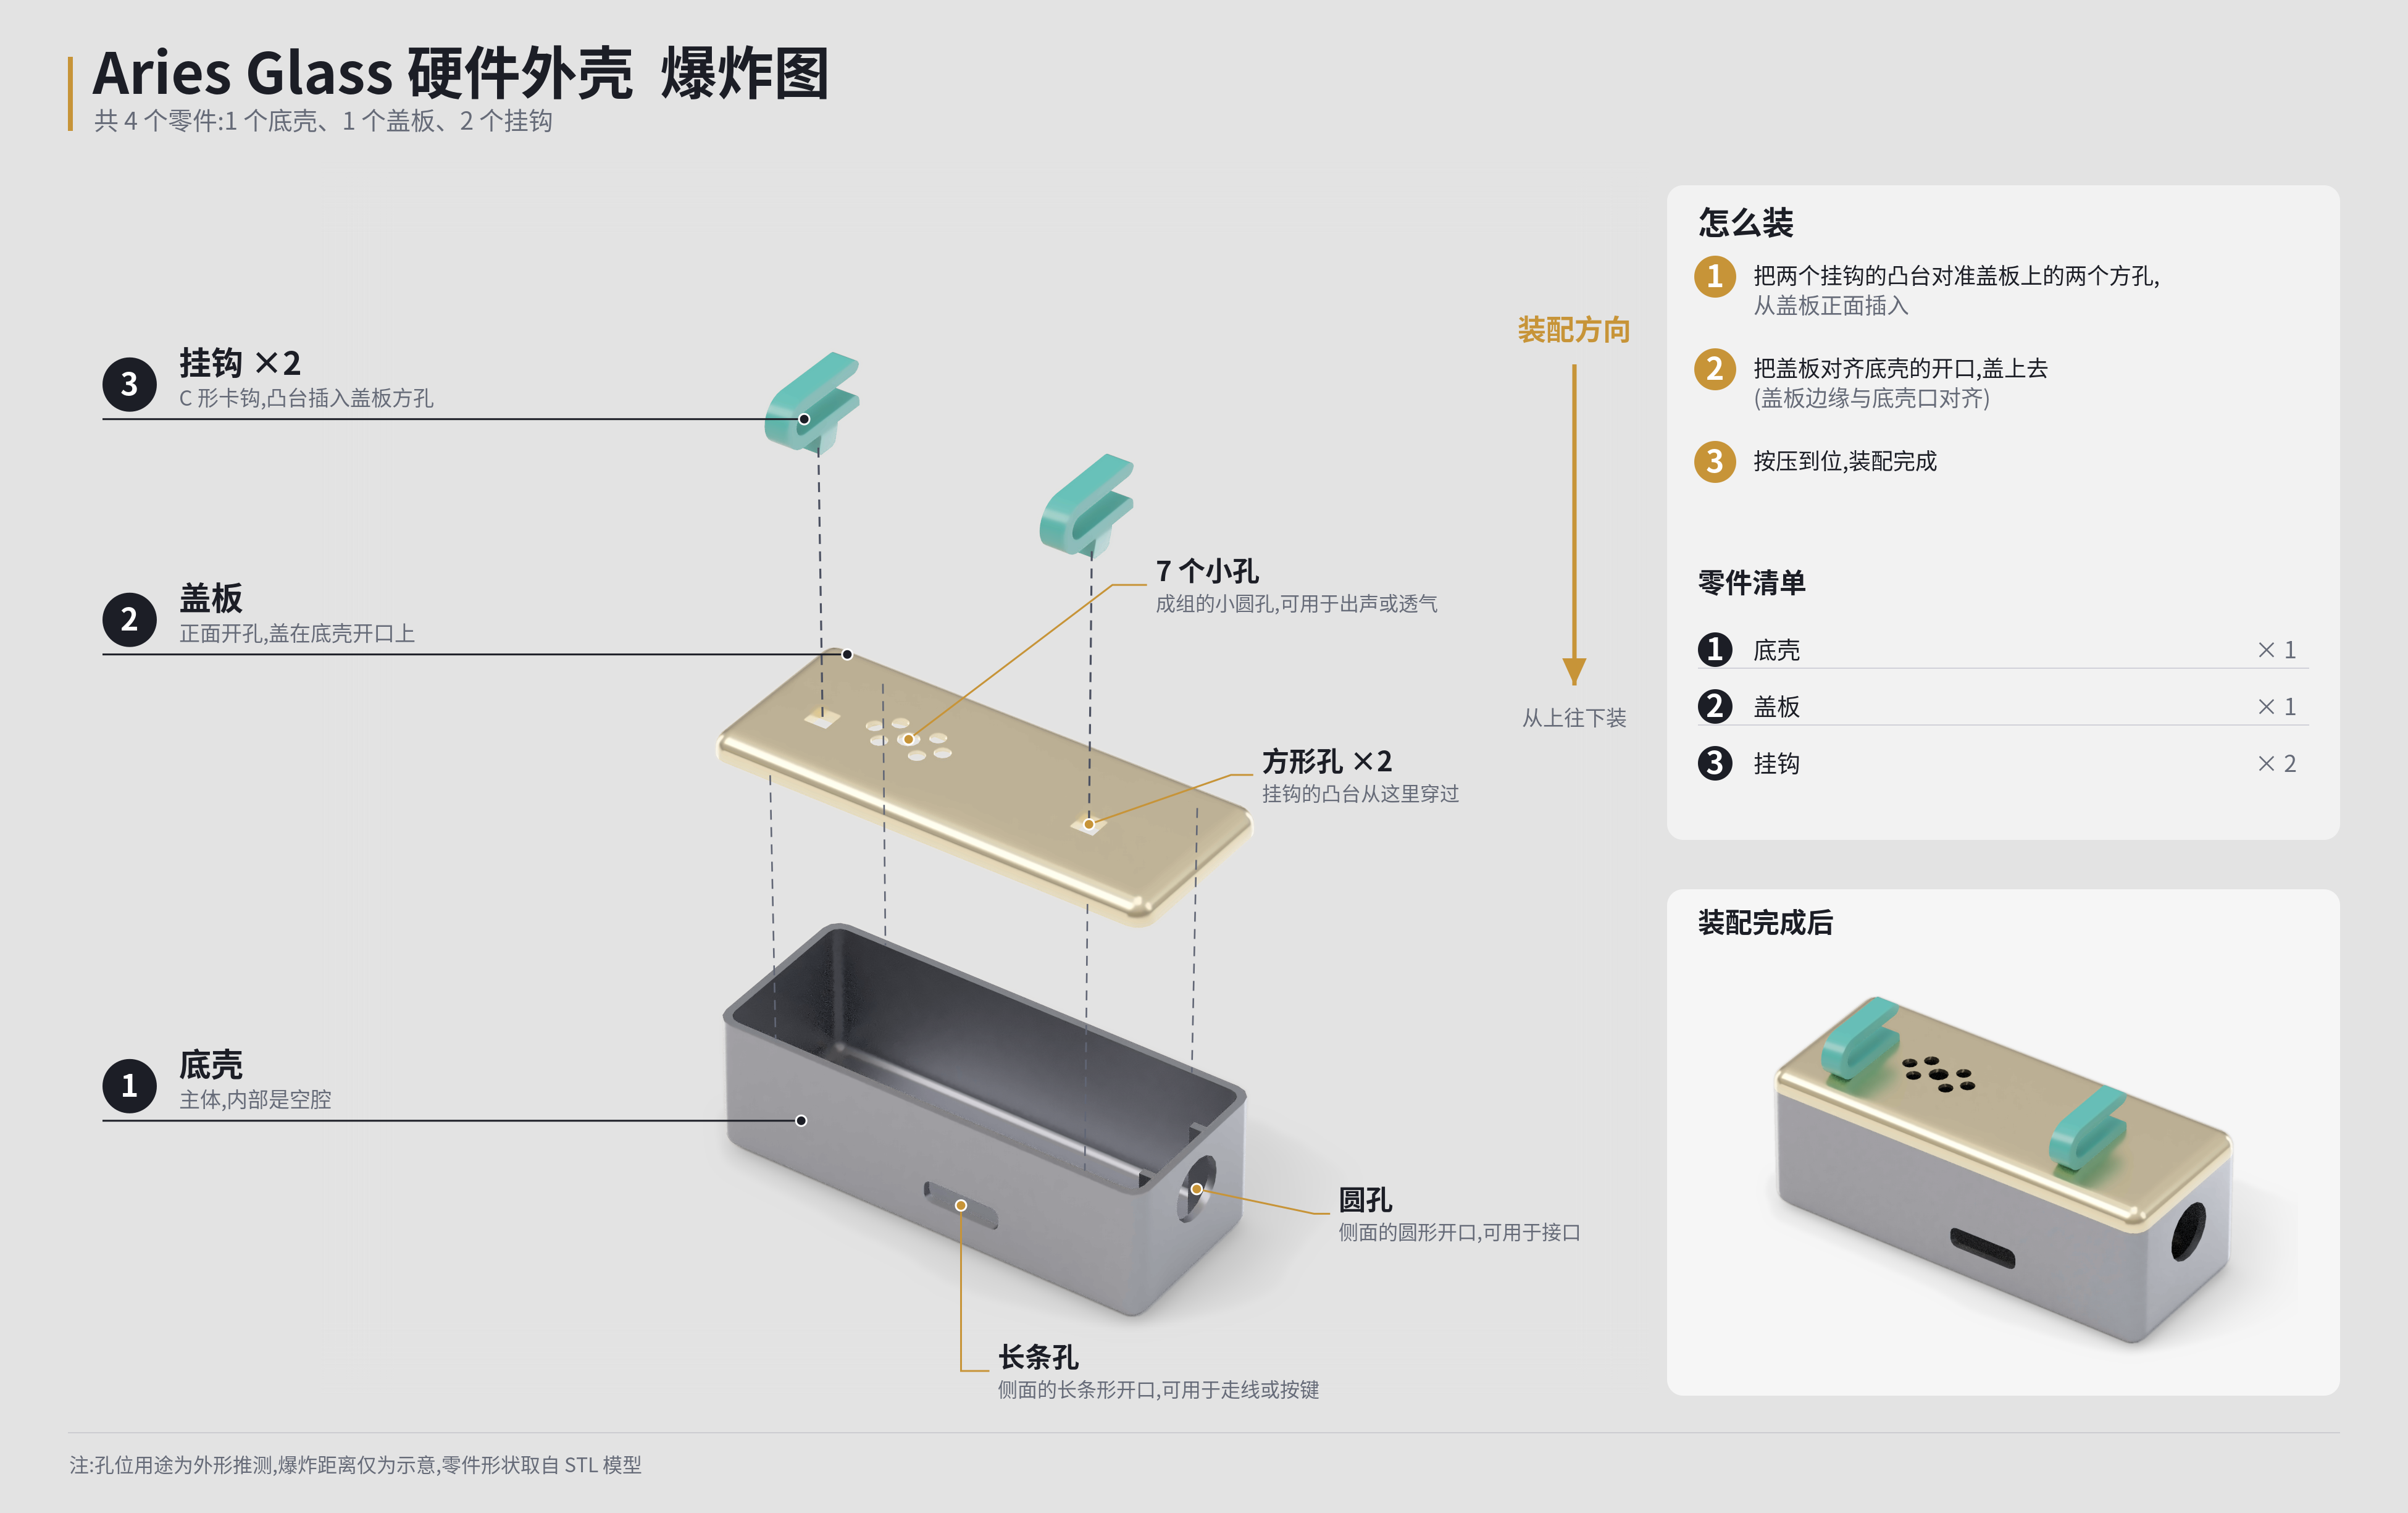 Aries Glass 硬件外壳 爆炸图
共 4 个零件:1 个底壳、1 个盖板、2 个挂钩
3
挂钩 ×2
C 形卡钩,凸台插入盖板方孔
2
盖板
正面开孔,盖在底壳开口上
1
底壳
主体,内部是空腔
7 个小孔
成组的小圆孔,可用于出声或透气
方形孔 ×2
挂钩的凸台从这里穿过
圆孔
侧面的圆形开口,可用于接口
长条孔
侧面的长条形开口,可用于走线或按键
装配方向
从上往下装
怎么装
1 把两个挂钩的凸台对准盖板上的两个方孔,
从盖板正面插入
2 把盖板对齐底壳的开口,盖上去
(盖板边缘与底壳口对齐)
3 按压到位,装配完成
零件清单
1 底壳 × 1
2 盖板 × 1
3 挂钩 × 2
装配完成后
注:孔位用途为外形推测,爆炸距离仅为示意,零件形状取自 STL 模型